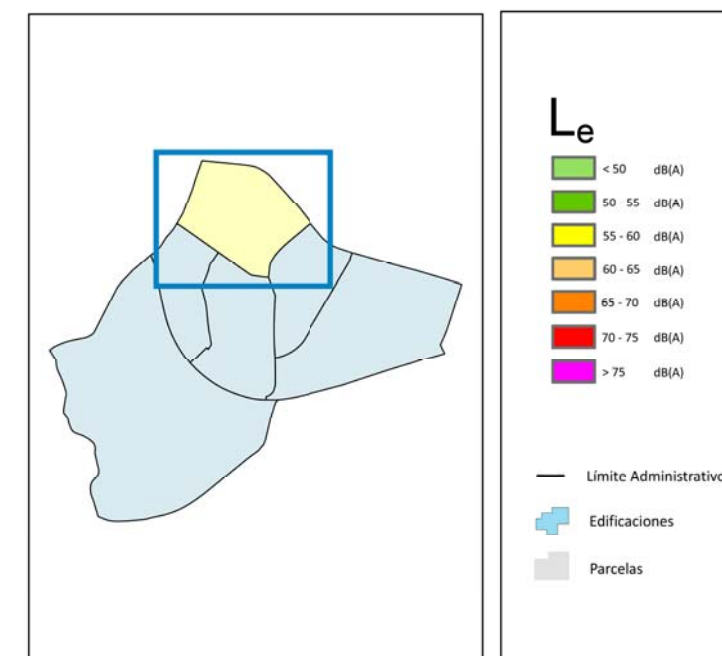 Le
< 50 dB(A)
50 55 dB(A)
55 - 60 dB(A)
60 - 65 dB(A)
65 - 70 dB(A)
70 - 75 dB(A)
> 75 dB(A)
Límite Administrativo
Edificaciones
Parcelas